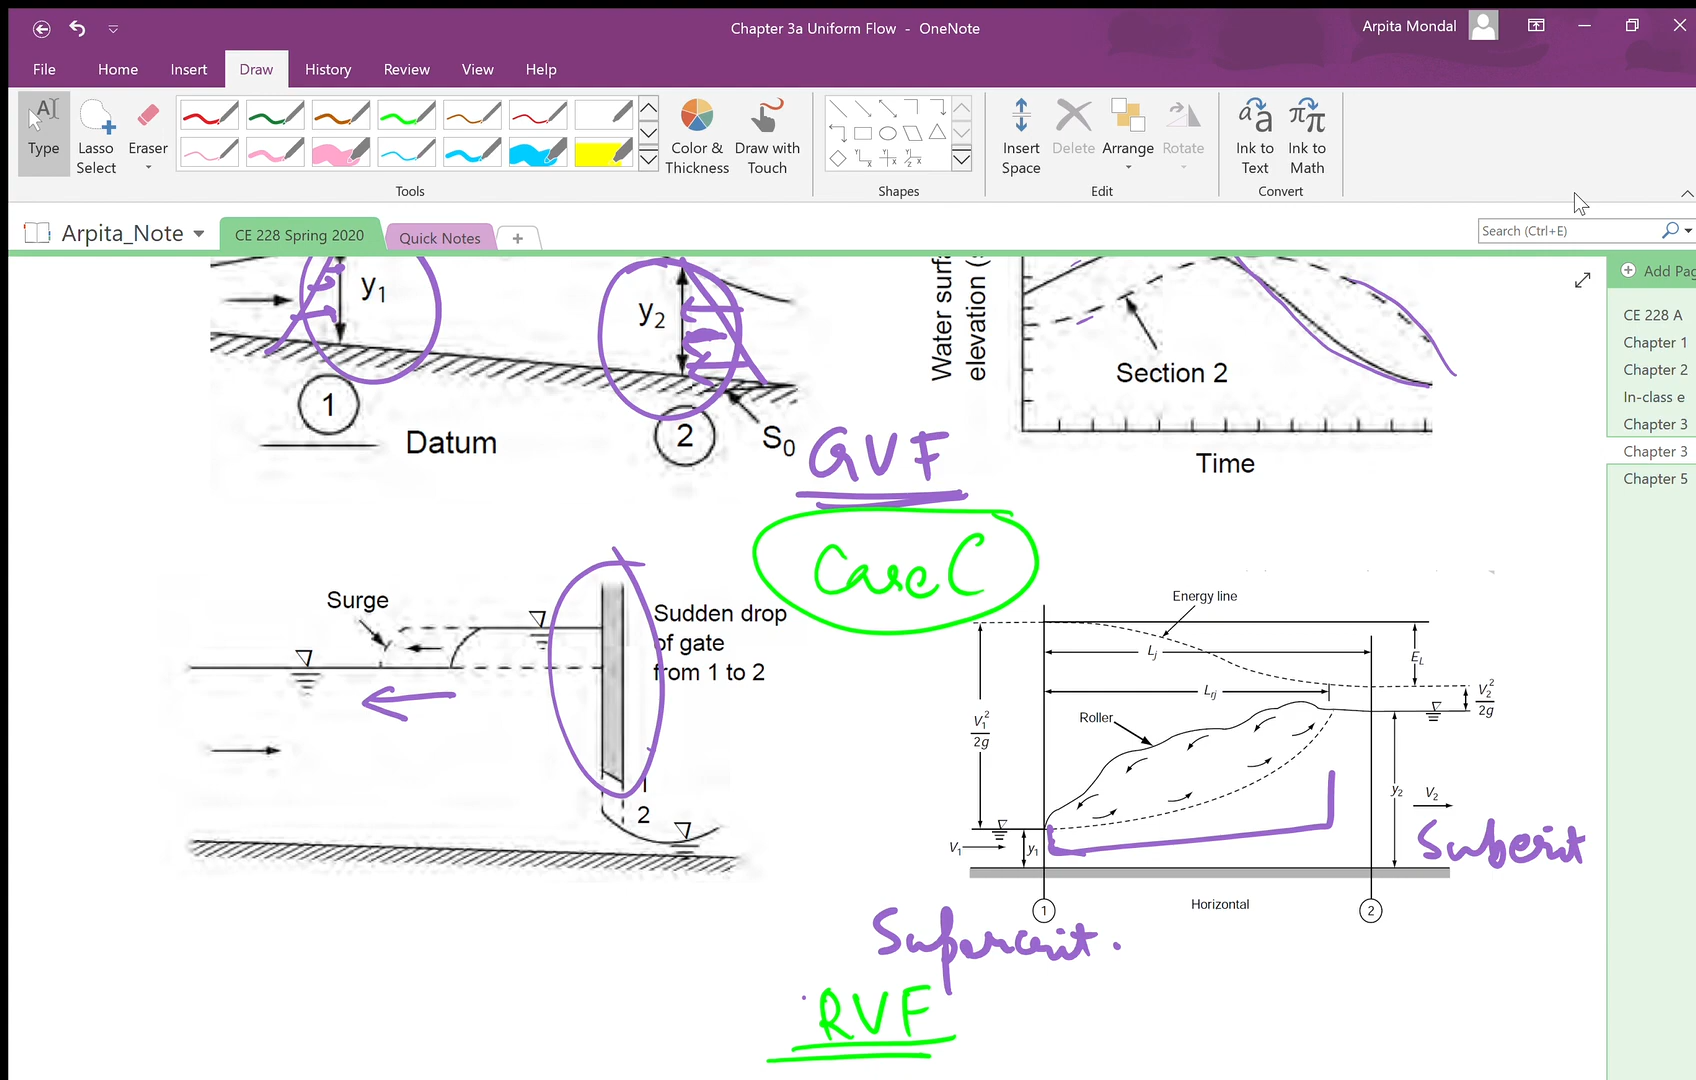 Chapter 3a Uniform Flow - OneNote
Arpita Mondal
File Home Insert Draw History Review View Help
Type
Lasso Select
Eraser
Color & Thickness
Draw with Touch
Insert Space
Delete
Arrange
Rotate
Ink to Text
Ink to Math
Tools
Shapes
Edit
Convert
Arpita_Note
CE 228 Spring 2020
Quick Notes
Search (Ctrl+E)
Add Pag
CE 228 A
Chapter 1
Chapter 2
In-class e
Chapter 3
Chapter 3
Chapter 5
y1
y2
1
2
Datum
S0
Water surf
elevation (
Section 2
Time
GVF
Case C
Surge
Sudden drop
of gate
from 1 to 2
1
2
Energy line
Lj
EL
Lrj
V1²/2g
V2²/2g
Roller
y2
V2
V1
y1
Subcrit
1
Horizontal
2
Supercrit.
RVF